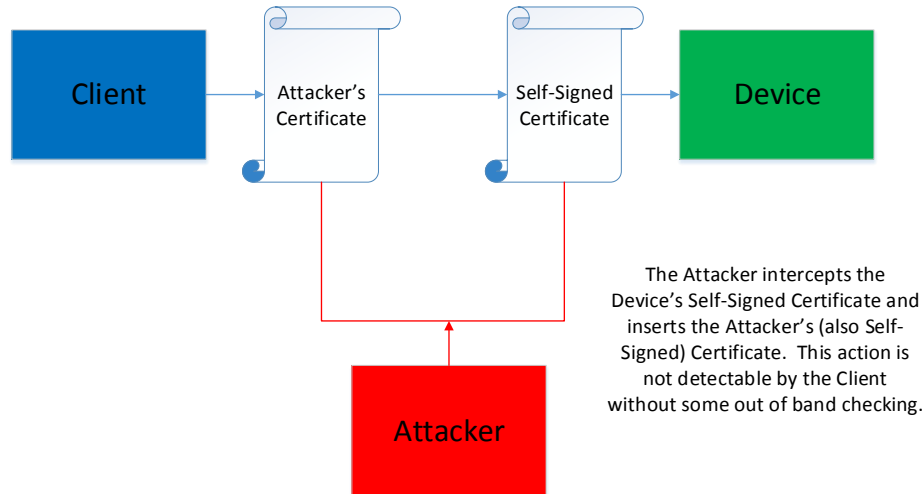 Client
Attacker's
Certificate
Self-Signed
Certificate
Device
The Attacker intercepts the
Device's Self-Signed Certificate and
inserts the Attacker's (also Self-
Signed) Certificate.  This action is
not detectable by the Client
without some out of band checking.
Attacker